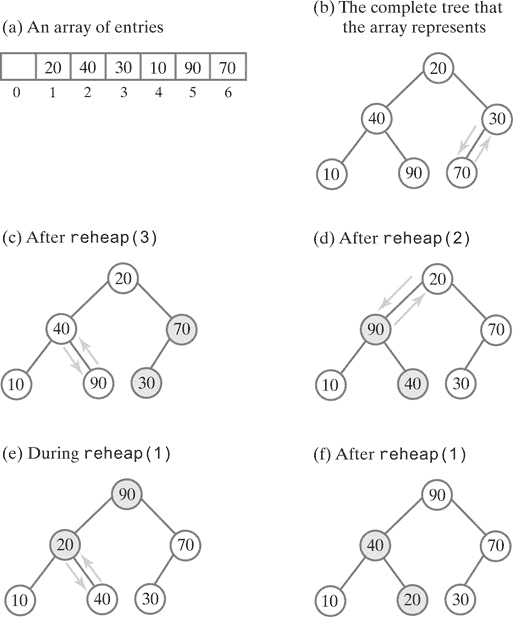 (a) An array of entries
20 40 30 10 90 70
0 1 2 3 4 5 6
(b) The complete tree that
the array represents
20
40 30
10 90 70
(c) After reheap(3)
20
40 70
10 90 30
(d) After reheap(2)
20
90 70
10 40 30
(e) During reheap(1)
90
20 70
10 40 30
(f) After reheap(1)
90
40 70
10 20 30